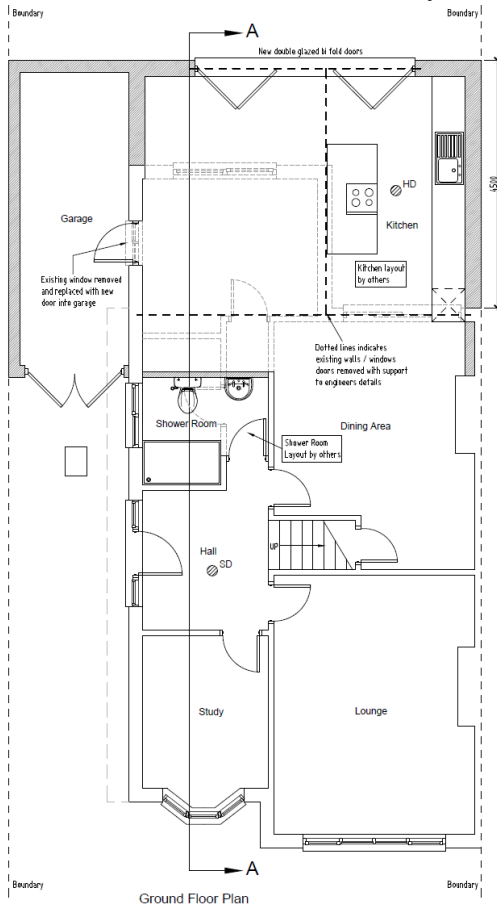 Boundary
Boundary
A
New double glazed bi fold doors
4500
Garage
HD
Kitchen
Existing window removed
and replaced with new
door into garage
Kitchen layout
by others
Dotted lines indicates
existing walls / windows
doors removed with support
to engineers details
Shower Room
Dining Area
Shower Room
Layout by others
Hall
SD
UP
Study
Lounge
A
Boundary
Boundary
Ground Floor Plan